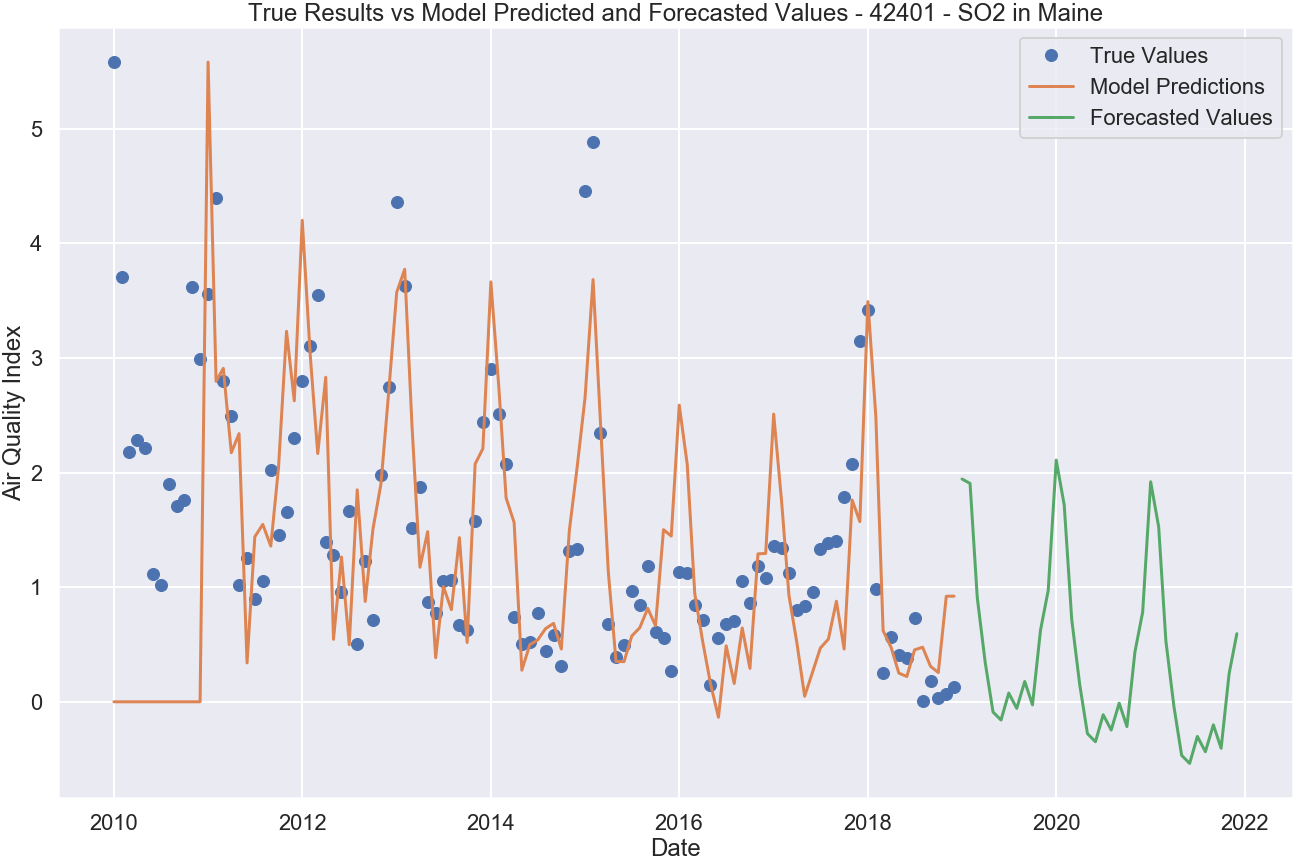 True Results vs Model Predicted and Forecasted Values - 42401 - SO2 in Maine
True Values
Model Predictions
Forecasted Values
Air Quality Index
5
4
3
2
1
0
2010 2012 2014 2016 2018 2020 2022
Date